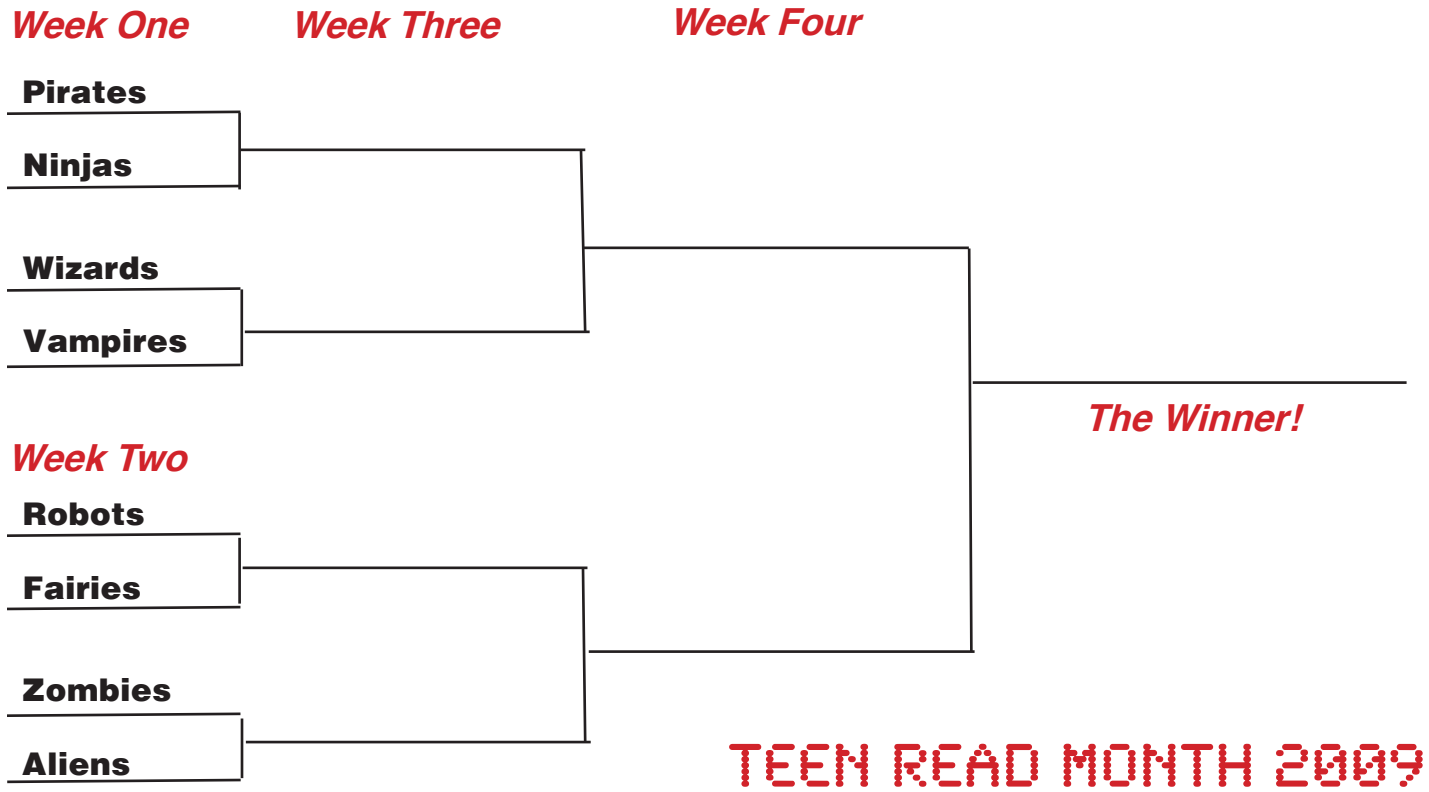 Week One
Week Three
Week Four
Pirates
Ninjas
Wizards
Vampires
The Winner!
Week Two
Robots
Fairies
Zombies
Aliens
TEEN READ MONTH 2009